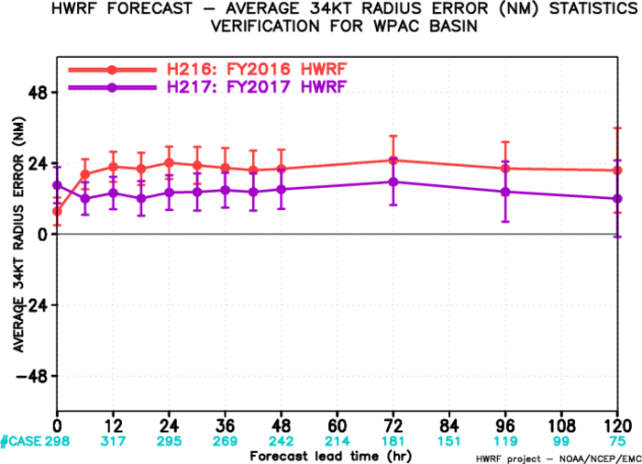 HWRF FORECAST – AVERAGE 34KT RADIUS ERROR (NM) STATISTICS
VERIFICATION FOR WPAC BASIN
H216: FY2016 HWRF
H217: FY2017 HWRF
AVERAGE 34KT RADIUS ERROR (NM)
48
24
0
−24
−48
0 12 24 36 48 60 72 84 96 108 120
#CASE 298 317 295 269 242 214 181 151 119 99 75
Forecast lead time (hr)
HWRF project – NOAA/NCEP/EMC